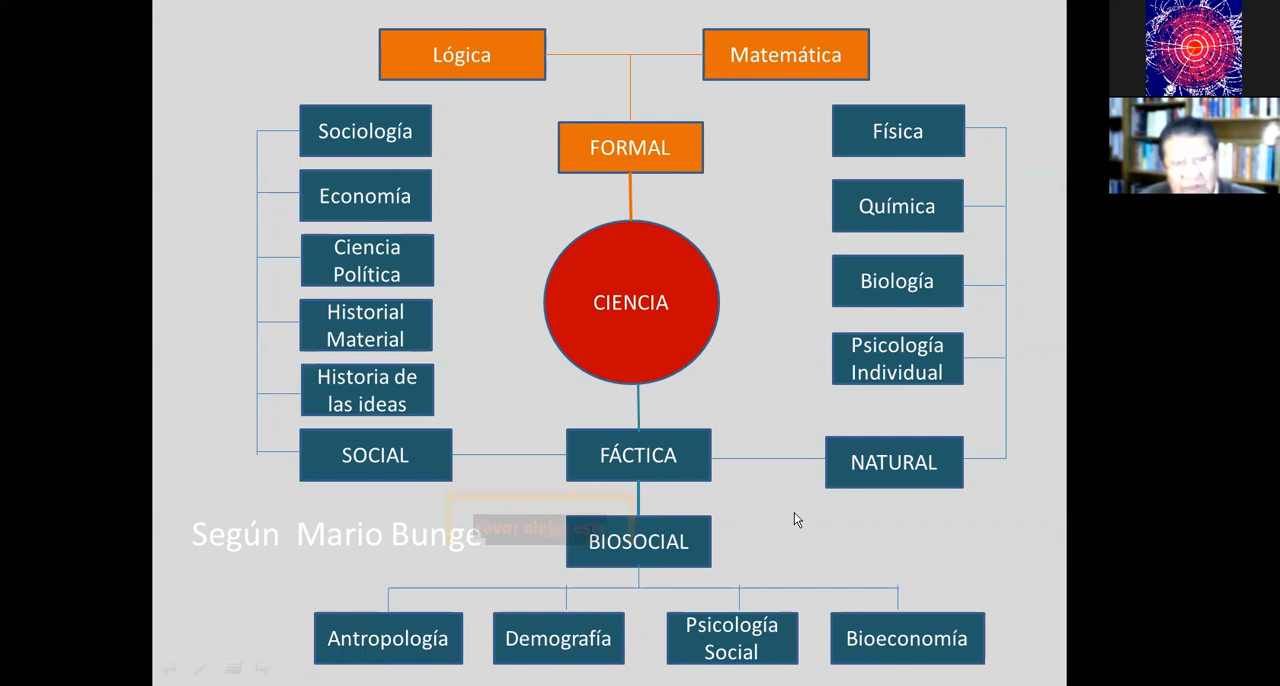 Lógica
Matemática
FORMAL
Sociología
Economía
Ciencia
Política
Historial
Material
Historia de
las ideas
SOCIAL
CIENCIA
FÁCTICA
Física
Química
Biología
Psicología
Individual
NATURAL
Según Mario Bunge
BIOSOCIAL
Antropología
Demografía
Psicología
Social
Bioeconomía